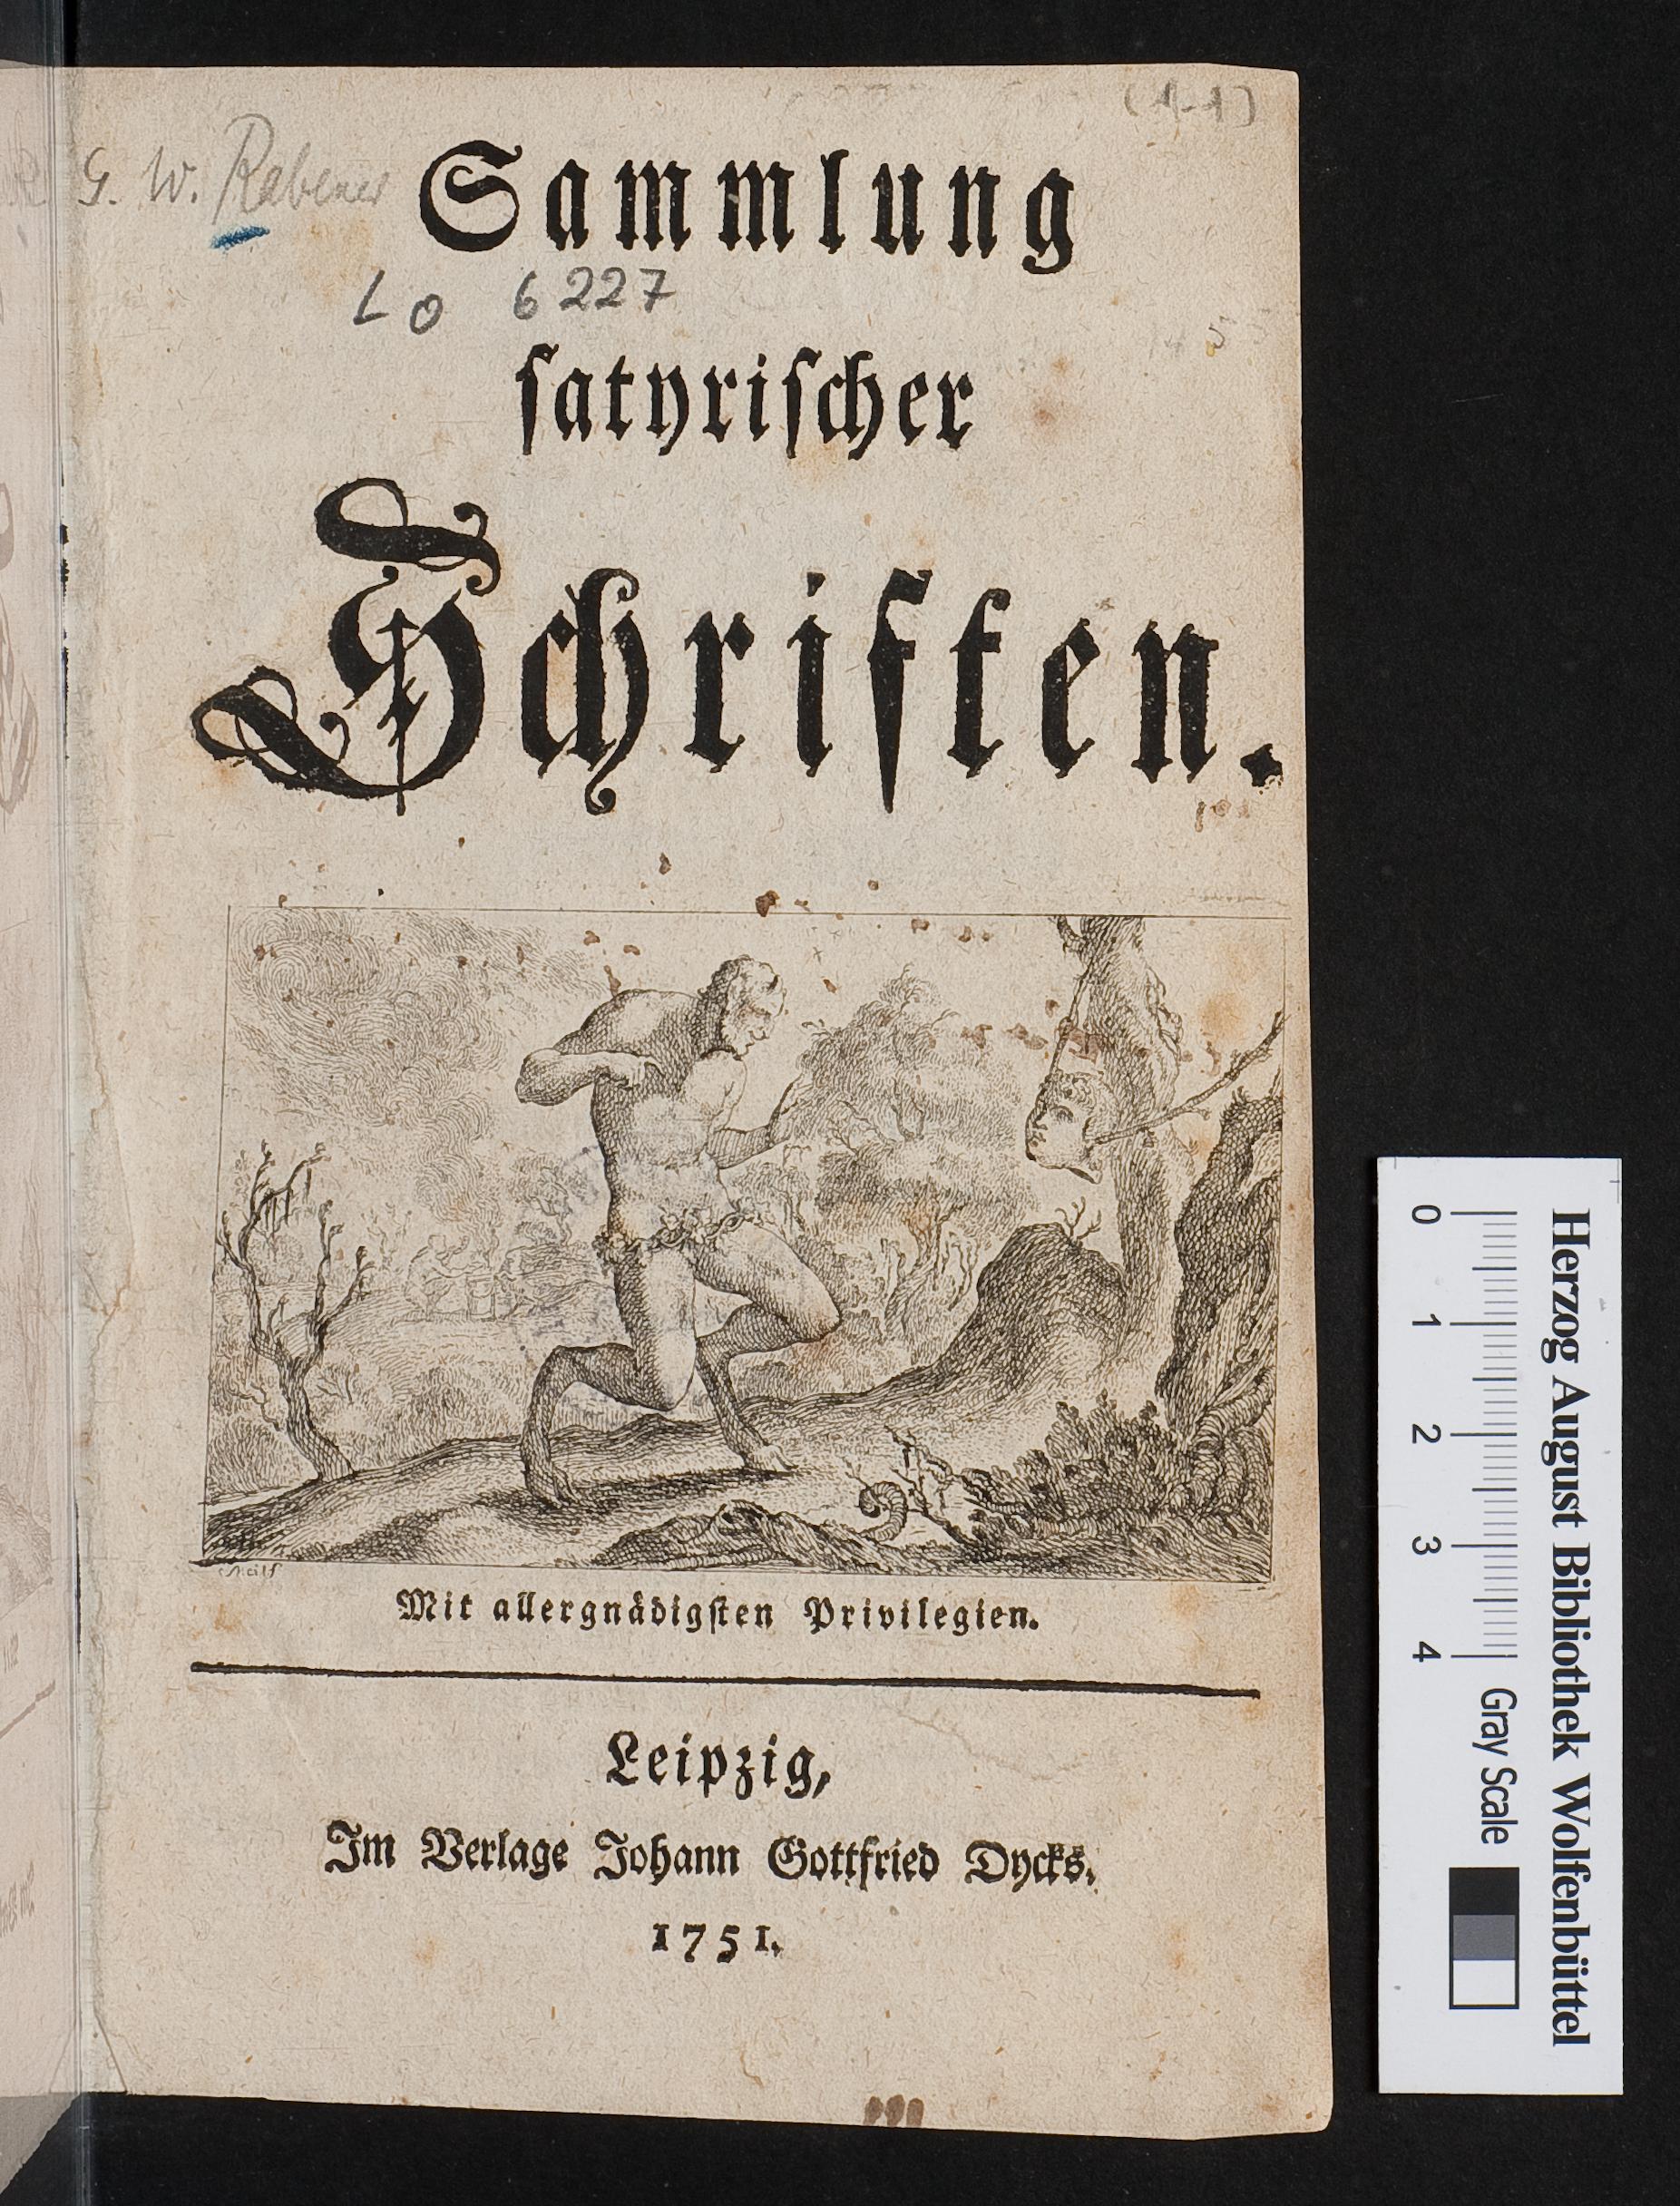 (1-1)
G. W. Rabener
Sammlung
Lo 6227
ſatyriſcher
Schriften.
Mit allergnådigſten Privilegien.
Leipzig,
Im Verlage Johann Gottfried Dycks.
1751.
Herzog August Bibliothek Wolfenbüttel
0 1 2 3 4 Gray Scale